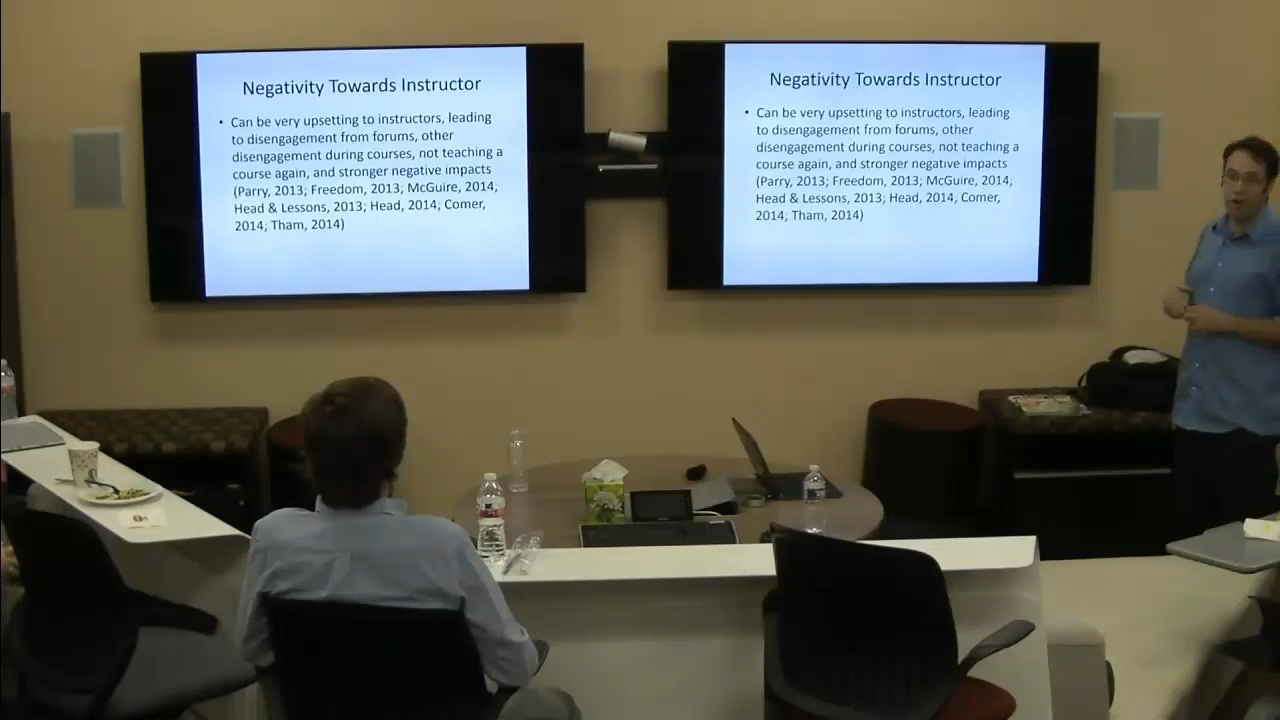 Negativity Towards Instructor
• Can be very upsetting to instructors, leading
to disengagement from forums, other
disengagement during courses, not teaching a
course again, and stronger negative impacts
(Parry, 2013; Freedom, 2013; McGuire, 2014;
Head & Lessons, 2013; Head, 2014; Comer,
2014; Tham, 2014)
Negativity Towards Instructor
• Can be very upsetting to instructors, leading
to disengagement from forums, other
disengagement during courses, not teaching a
course again, and stronger negative impacts
(Parry, 2013; Freedom, 2013; McGuire, 2014;
Head & Lessons, 2013; Head, 2014, Comer,
2014; Tham, 2014)